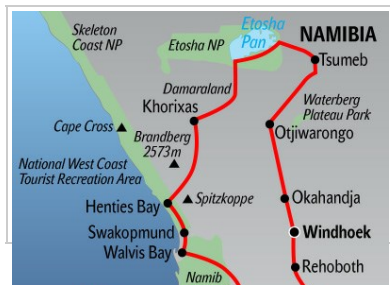 Skeleton
Coast NP
Etosha
Pan
NAMIBIA
Etosha NP
Tsumeb
Damaraland
Khorixas
Waterberg
Plateau Park
Cape Cross
Brandberg
2573m
Otjiwarongo
National West Coast
Tourist Recreation Area
Spitzkoppe
Okahandja
Henties Bay
Swakopmund
Windhoek
Walvis Bay
Rehoboth
Namib